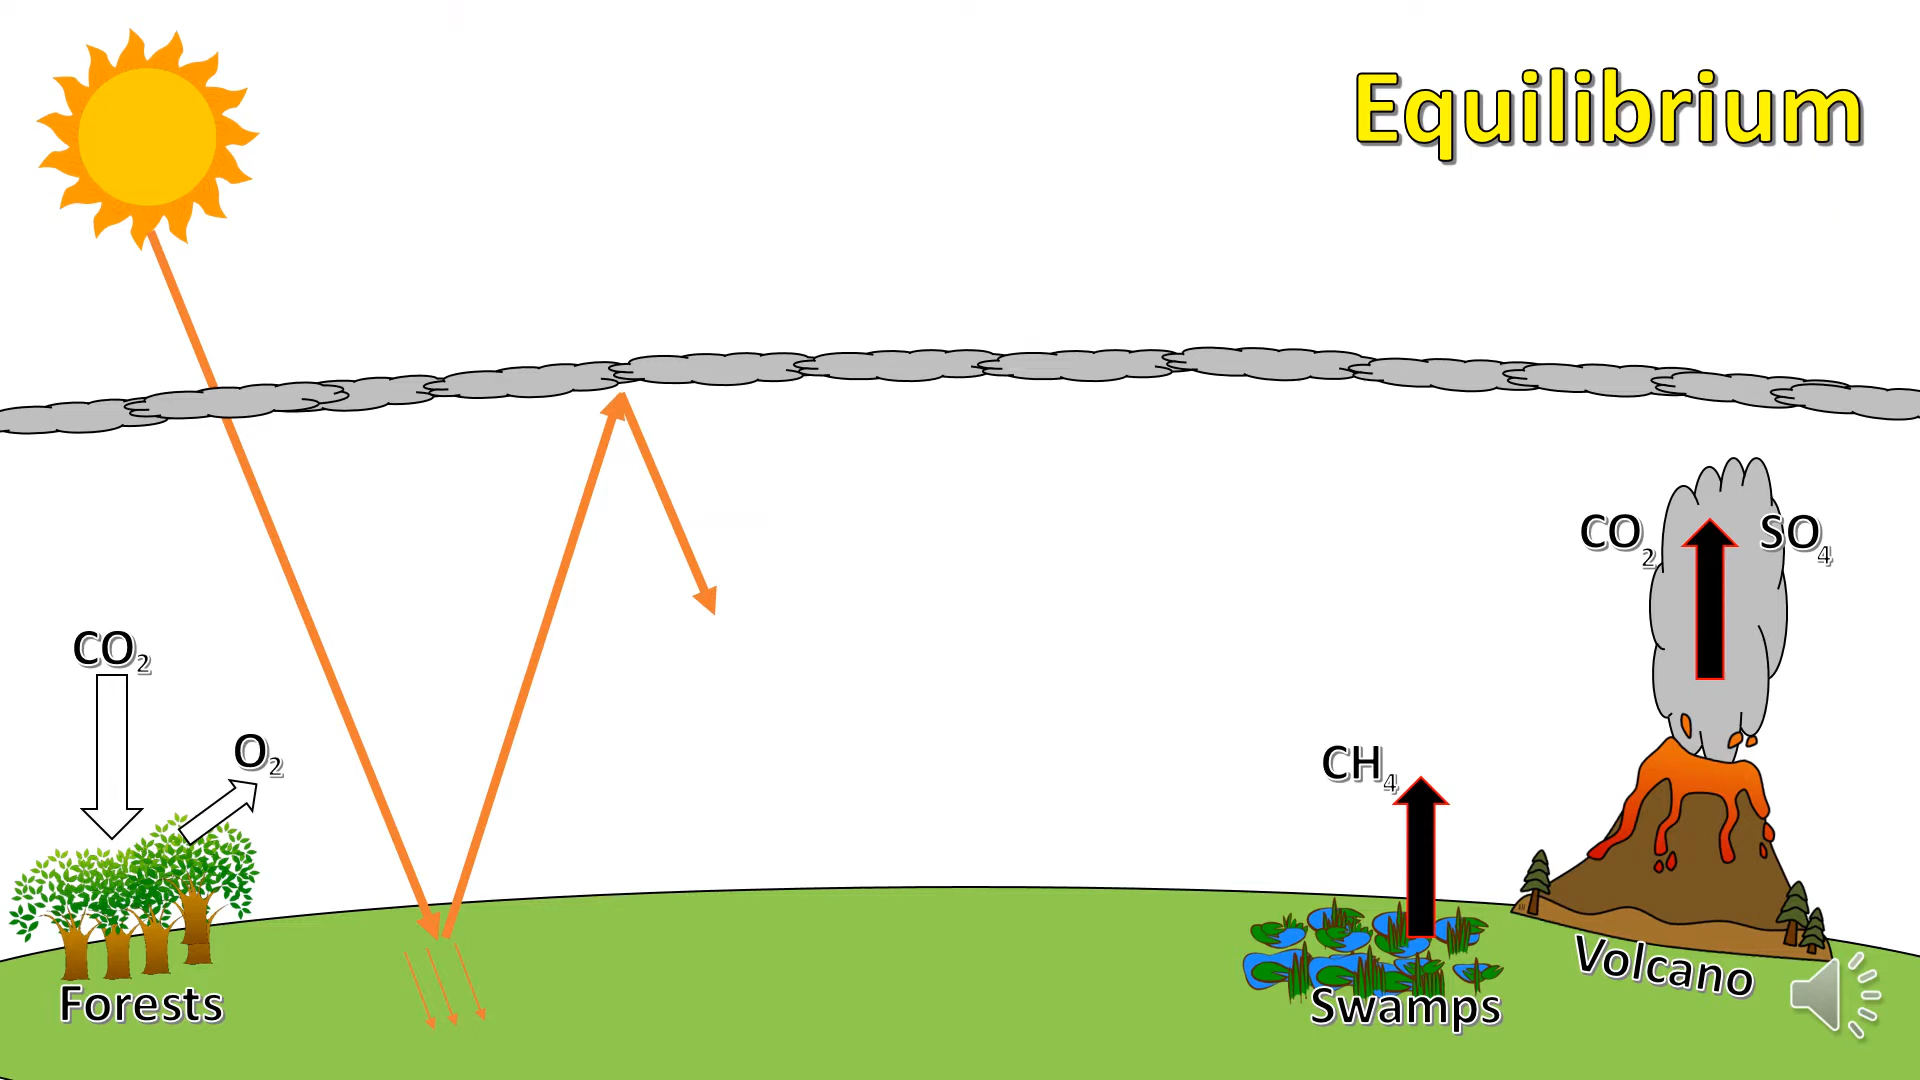 Equilibrium
CO₂ SO₄
CO₂
O₂
CH₄
Forests
Swamps
Volcano